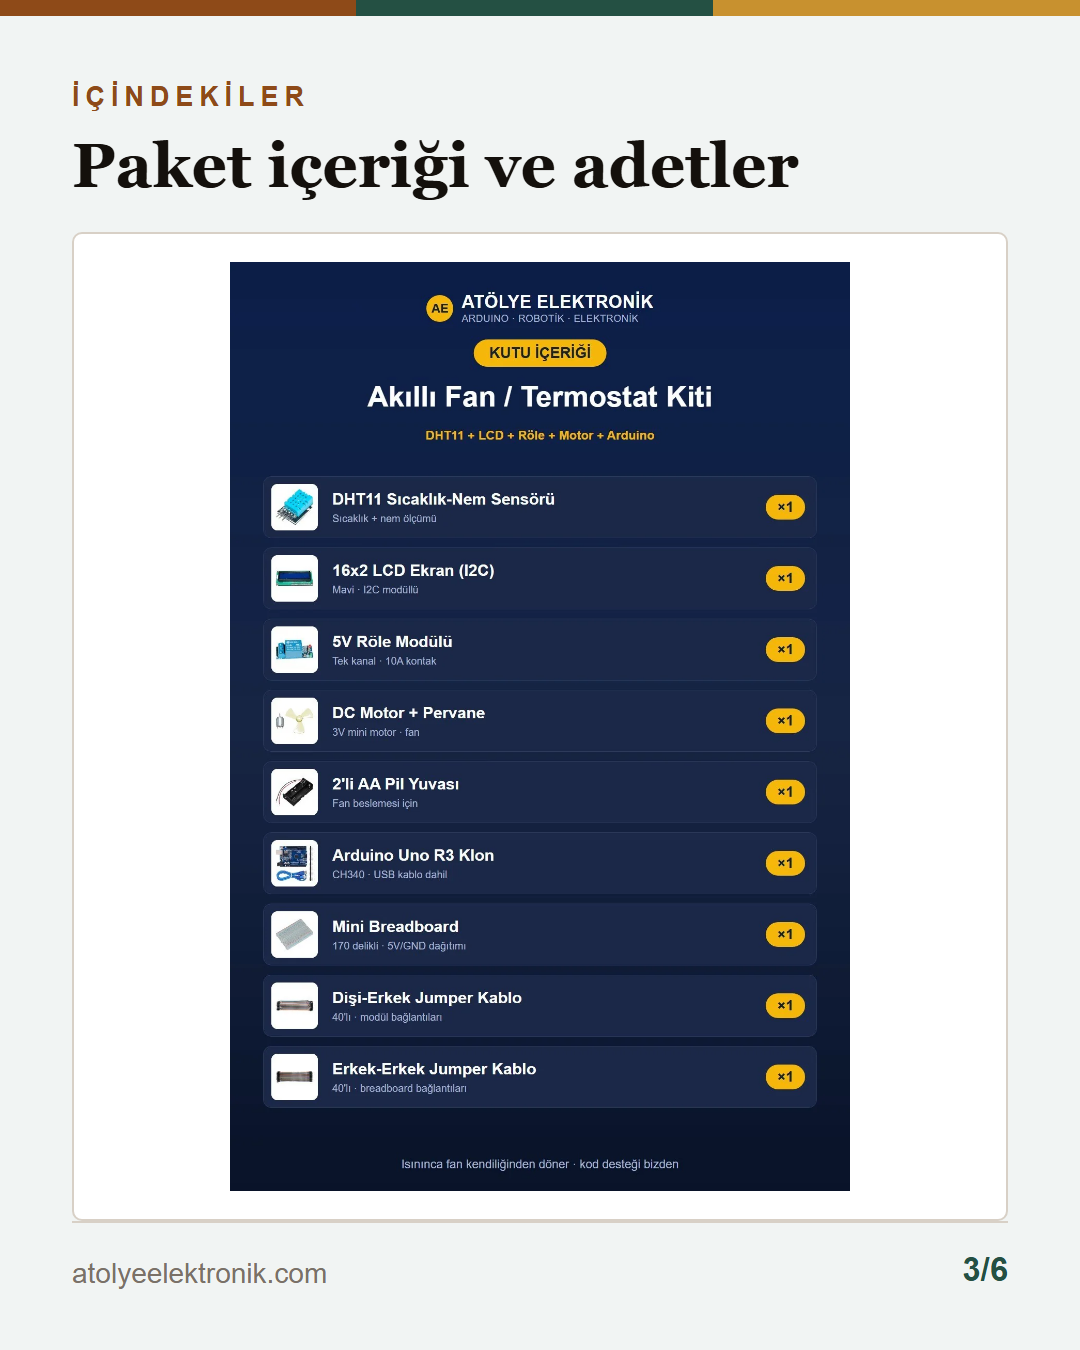 İÇİNDEKİLER
Paket içeriği ve adetler
AE
ATÖLYE ELEKTRONİK
ARDUINO · ROBOTİK · ELEKTRONİK
KUTU İÇERİĞİ
Akıllı Fan / Termostat Kiti
DHT11 + LCD + Röle + Motor + Arduino
DHT11 Sıcaklık-Nem Sensörü
Sıcaklık + nem ölçümü
×1
16x2 LCD Ekran (I2C)
Mavi · I2C modüllü
×1
5V Röle Modülü
Tek kanal · 10A kontak
×1
DC Motor + Pervane
3V mini motor · fan
×1
2'li AA Pil Yuvası
Fan beslemesi için
×1
Arduino Uno R3 Klon
CH340 · USB kablo dahil
×1
Mini Breadboard
170 delikli · 5V/GND dağıtımı
×1
Dişi-Erkek Jumper Kablo
40'lı · modül bağlantıları
×1
Erkek-Erkek Jumper Kablo
40'lı · breadboard bağlantıları
×1
Isınınca fan kendiliğinden döner · kod desteği bizden
atolyeelektronik.com
3/6